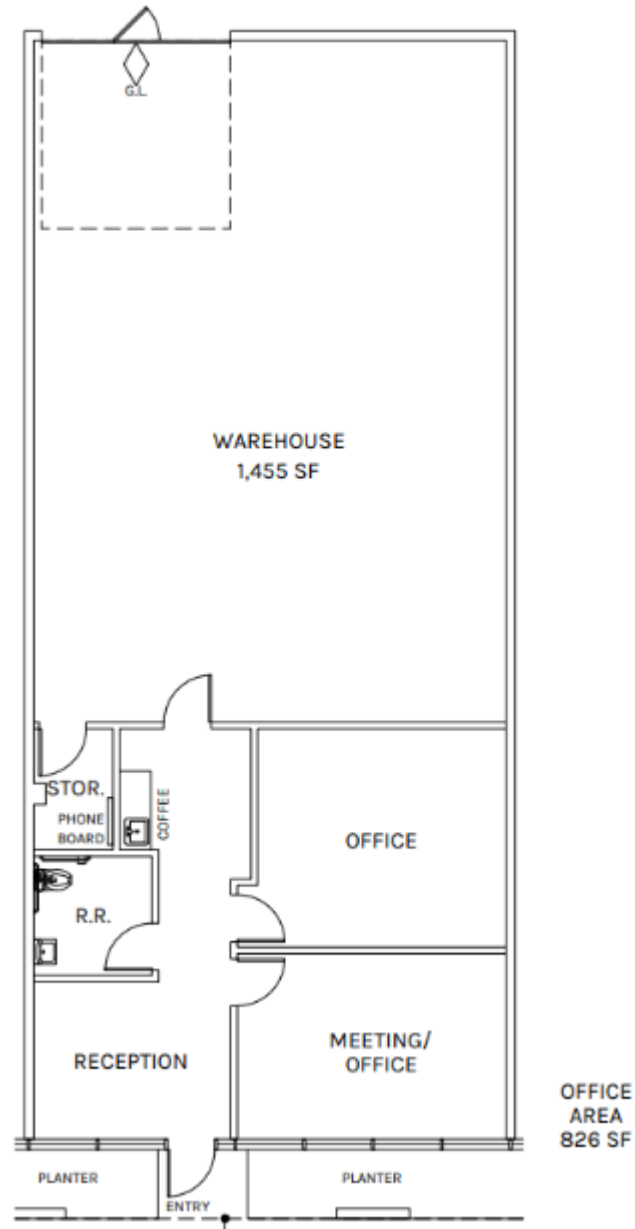 G.L.
WAREHOUSE
1,455 SF
STOR.
PHONE
BOARD
COFFEE
OFFICE
R.R.
RECEPTION
MEETING/
OFFICE
OFFICE
AREA
826 SF
PLANTER
ENTRY
PLANTER